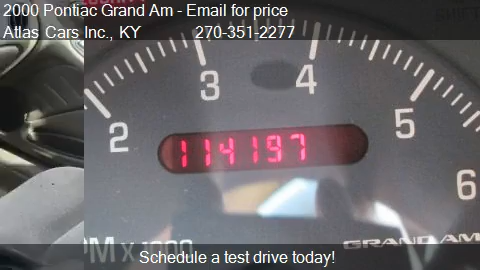 2000 Pontiac Grand Am - Email for price
Atlas Cars Inc., KY 270-351-2277
2
3
4
5
6
114197
PM x 1000
GRAND AM
Schedule a test drive today!